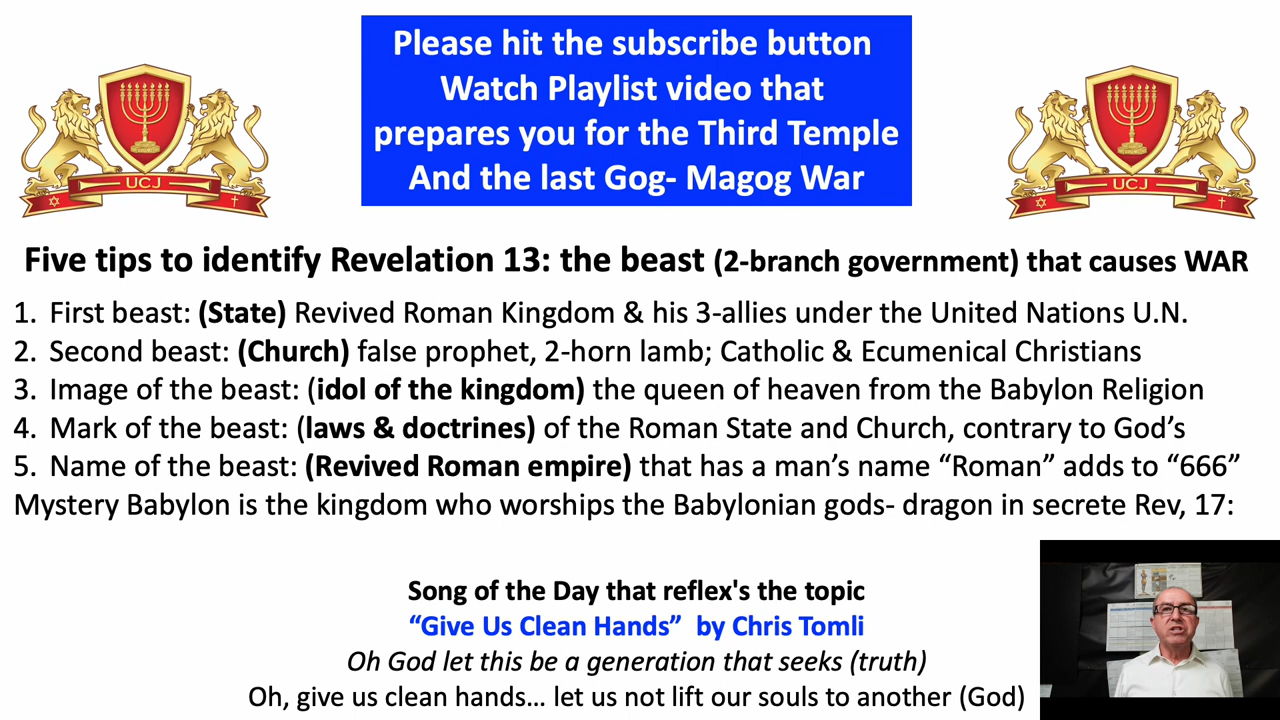 Please hit the subscribe button
Watch Playlist video that
prepares you for the Third Temple
And the last Gog- Magog War
UCJ
UCJ
Five tips to identify Revelation 13: the beast (2-branch government) that causes WAR
1. First beast: (State) Revived Roman Kingdom & his 3-allies under the United Nations U.N.
2. Second beast: (Church) false prophet, 2-horn lamb; Catholic & Ecumenical Christians
3. Image of the beast: (idol of the kingdom) the queen of heaven from the Babylon Religion
4. Mark of the beast: (laws & doctrines) of the Roman State and Church, contrary to God’s
5. Name of the beast: (Revived Roman empire) that has a man’s name “Roman” adds to “666”
Mystery Babylon is the kingdom who worships the Babylonian gods- dragon in secrete Rev, 17:
Song of the Day that reflex's the topic
“Give Us Clean Hands” by Chris Tomli
Oh God let this be a generation that seeks (truth)
Oh, give us clean hands… let us not lift our souls to another (God)